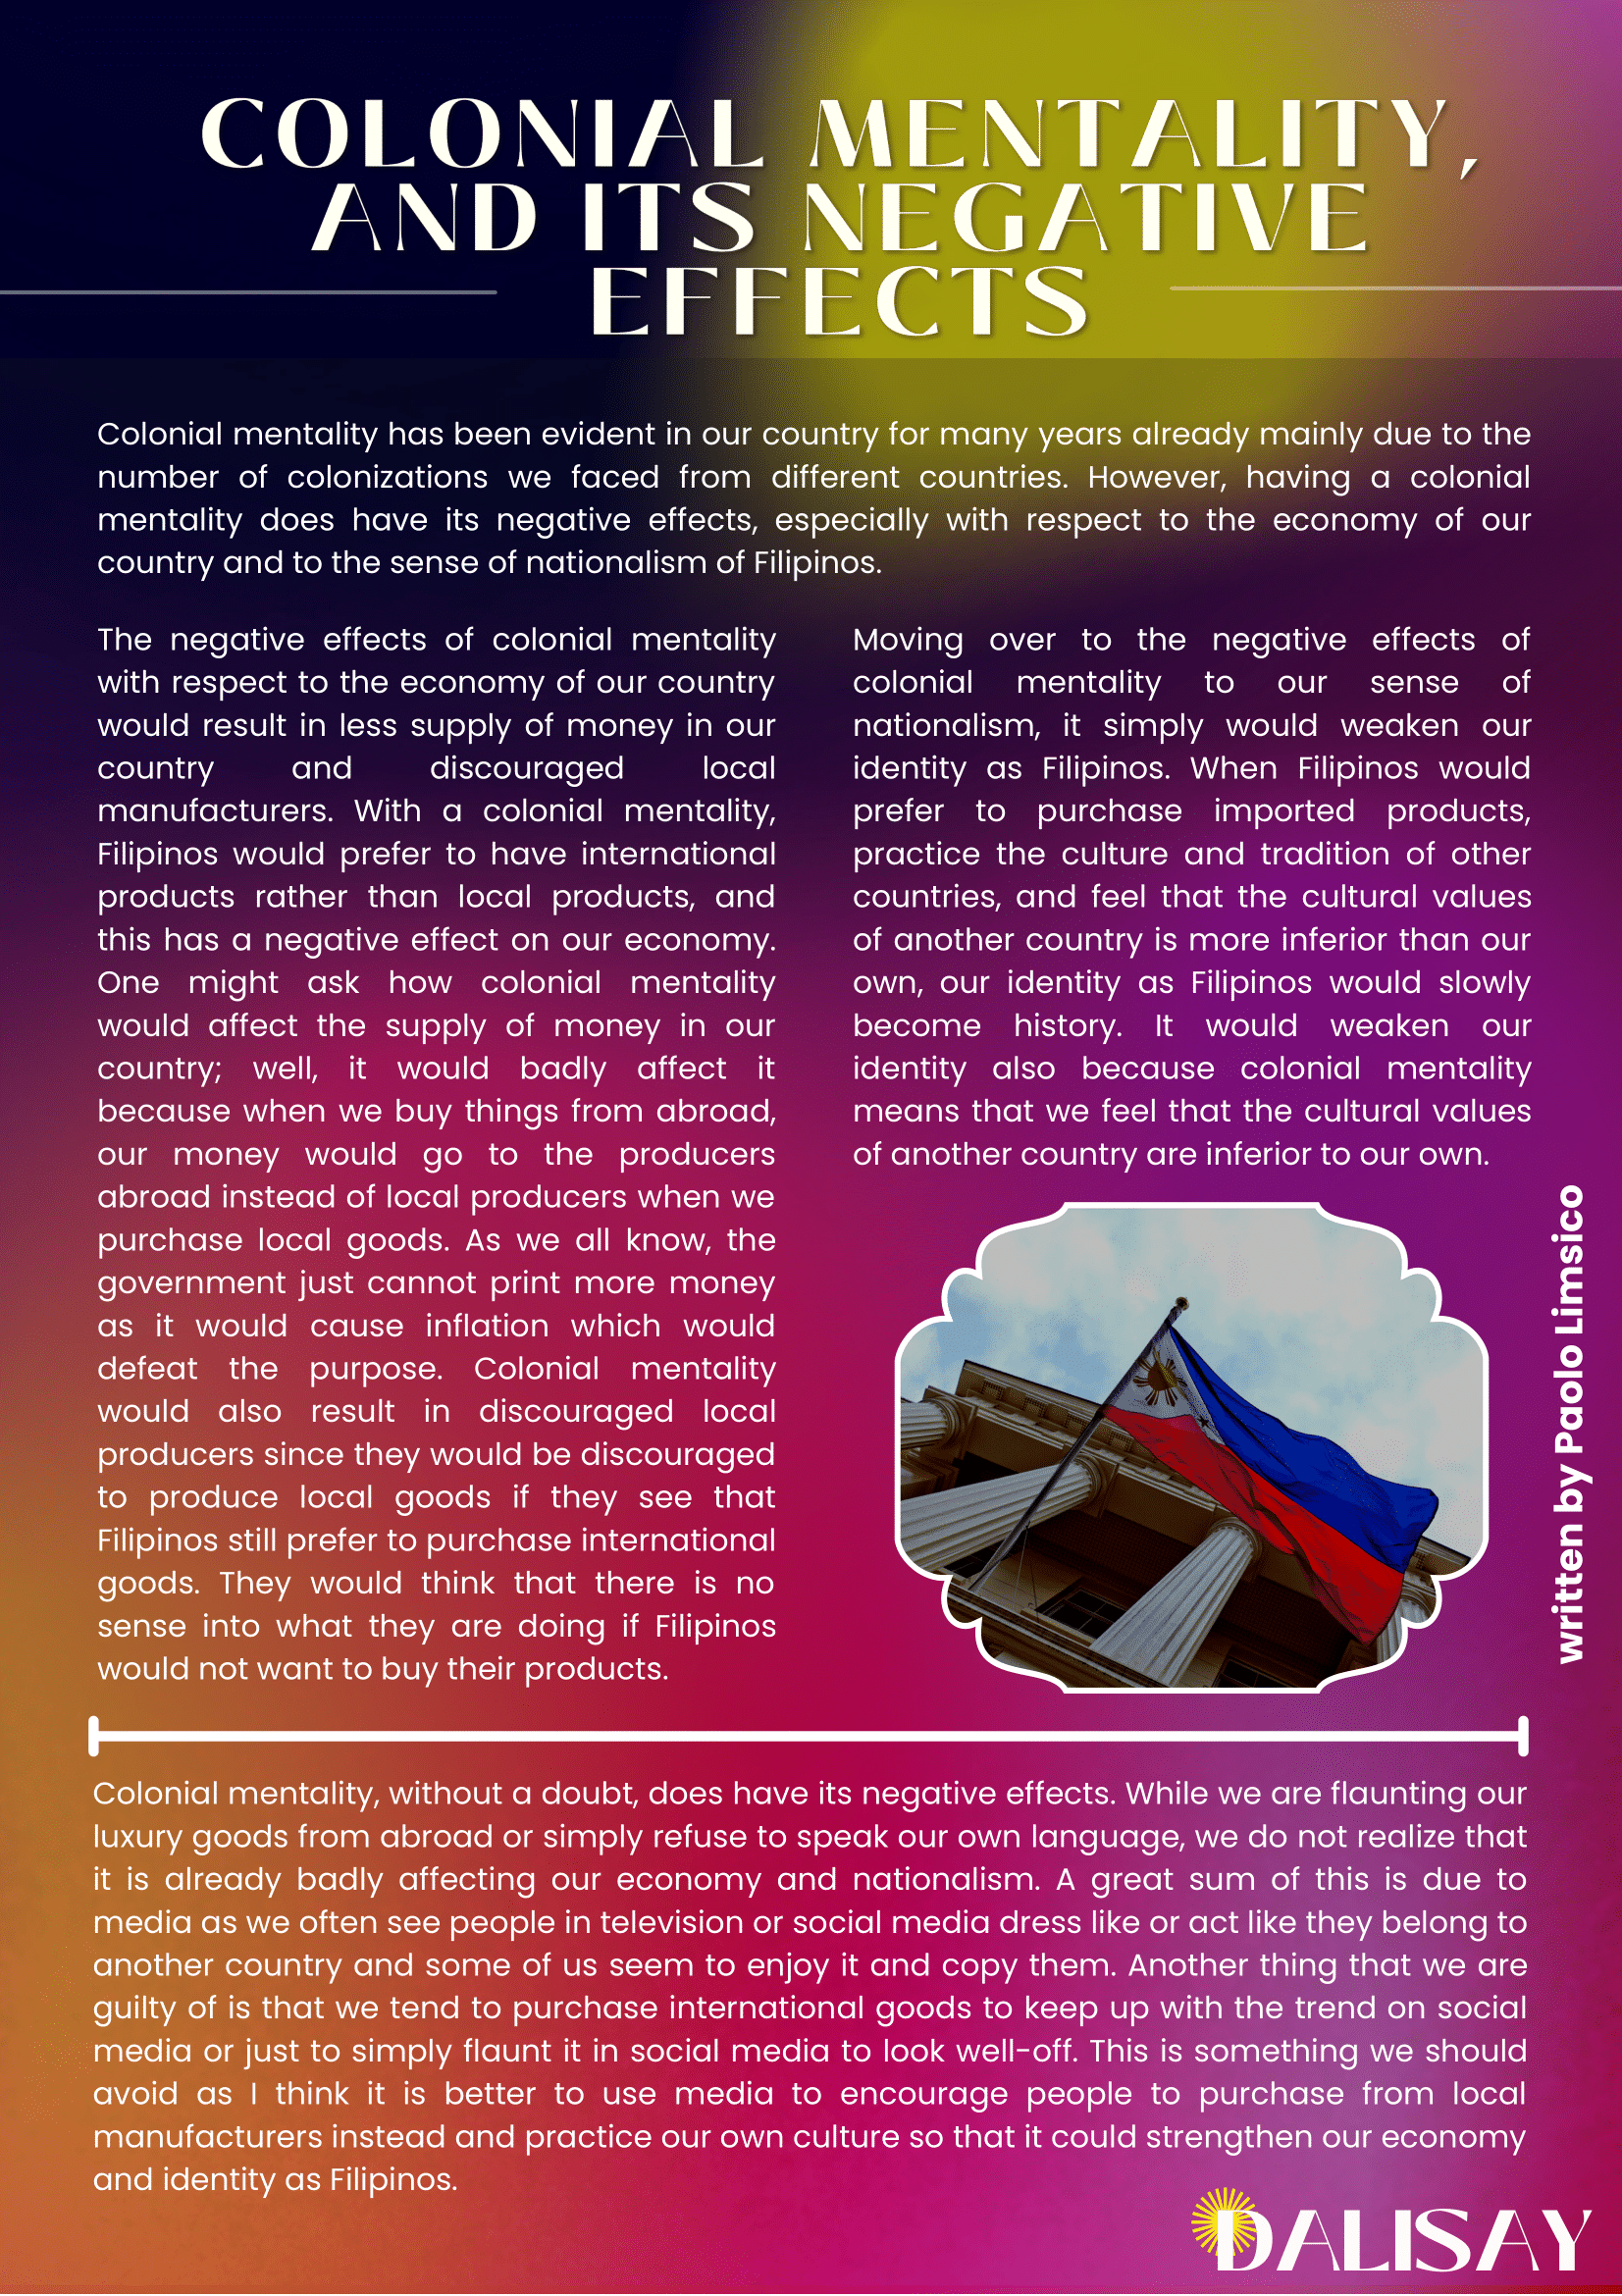 COLONIAL MENTALITY,
AND ITS NEGATIVE
EFFECTS
Colonial mentality has been evident in our country for many years already mainly due to the
number of colonizations we faced from different countries. However, having a colonial
mentality does have its negative effects, especially with respect to the economy of our
country and to the sense of nationalism of Filipinos.
The negative effects of colonial mentality
with respect to the economy of our country
would result in less supply of money in our
country and discouraged local
manufacturers. With a colonial mentality,
Filipinos would prefer to have international
products rather than local products, and
this has a negative effect on our economy.
One might ask how colonial mentality
would affect the supply of money in our
country; well, it would badly affect it
because when we buy things from abroad,
our money would go to the producers
abroad instead of local producers when we
purchase local goods. As we all know, the
government just cannot print more money
as it would cause inflation which would
defeat the purpose. Colonial mentality
would also result in discouraged local
producers since they would be discouraged
to produce local goods if they see that
Filipinos still prefer to purchase international
goods. They would think that there is no
sense into what they are doing if Filipinos
would not want to buy their products.
Moving over to the negative effects of
colonial mentality to our sense of
nationalism, it simply would weaken our
identity as Filipinos. When Filipinos would
prefer to purchase imported products,
practice the culture and tradition of other
countries, and feel that the cultural values
of another country is more inferior than our
own, our identity as Filipinos would slowly
become history. It would weaken our
identity also because colonial mentality
means that we feel that the cultural values
of another country are inferior to our own.
written by Paolo Limsico
Colonial mentality, without a doubt, does have its negative effects. While we are flaunting our
luxury goods from abroad or simply refuse to speak our own language, we do not realize that
it is already badly affecting our economy and nationalism. A great sum of this is due to
media as we often see people in television or social media dress like or act like they belong to
another country and some of us seem to enjoy it and copy them. Another thing that we are
guilty of is that we tend to purchase international goods to keep up with the trend on social
media or just to simply flaunt it in social media to look well-off. This is something we should
avoid as I think it is better to use media to encourage people to purchase from local
manufacturers instead and practice our own culture so that it could strengthen our economy
and identity as Filipinos.
DALISAY